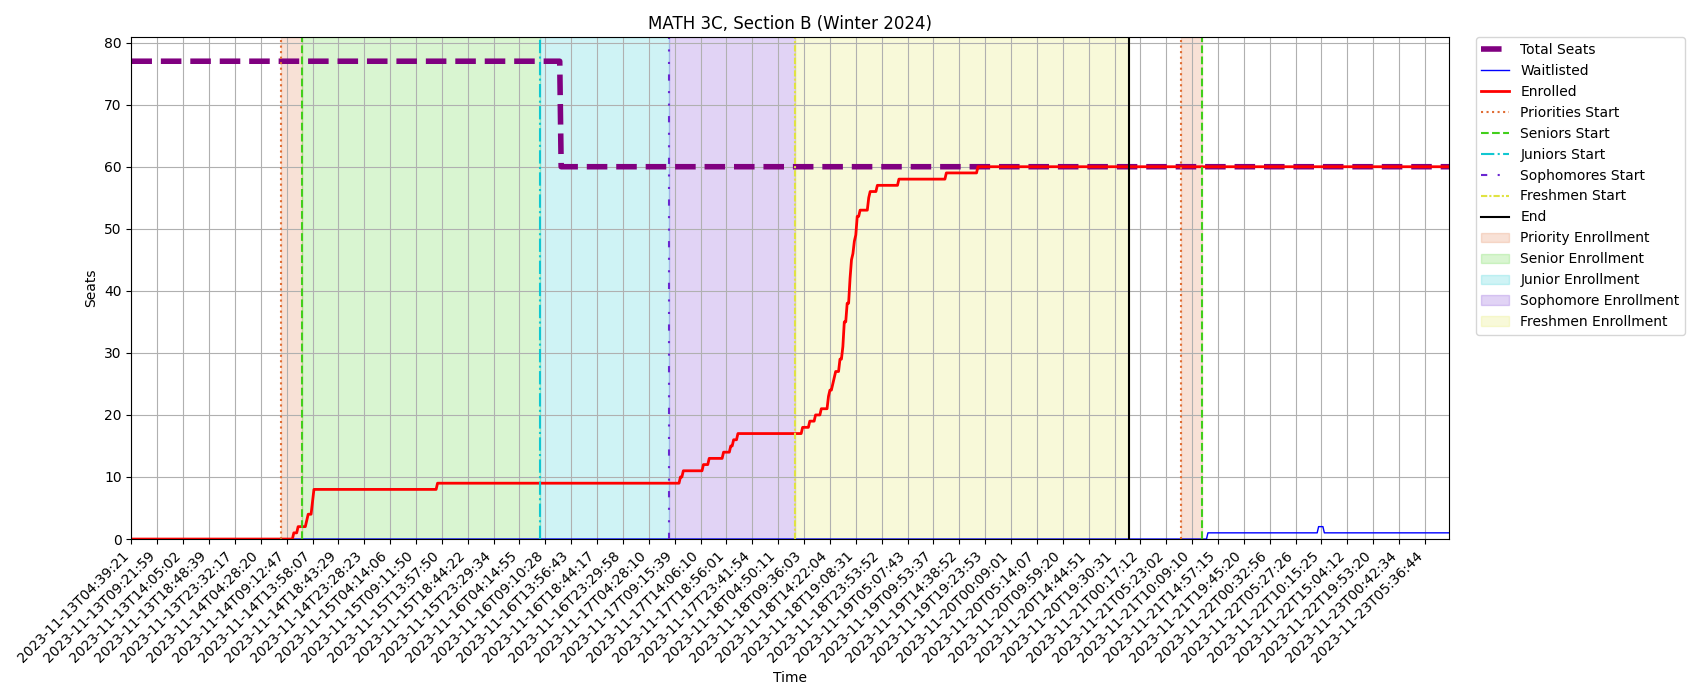 MATH 3C, Section B (Winter 2024)
80
70
60
50
40
30
20
10
0
Seats
2023-11-13T04:39:21
2023-11-13T09:21:59
2023-11-13T14:05:02
2023-11-13T18:48:39
2023-11-13T23:32:17
2023-11-14T04:28:20
2023-11-14T09:12:47
2023-11-14T13:58:07
2023-11-14T18:43:29
2023-11-14T23:28:23
2023-11-15T04:14:06
2023-11-15T09:11:50
2023-11-15T13:57:50
2023-11-15T18:44:22
2023-11-15T23:29:34
2023-11-16T04:14:55
2023-11-16T09:10:28
2023-11-16T13:56:43
2023-11-16T18:44:17
2023-11-16T23:29:58
2023-11-17T04:28:10
2023-11-17T09:15:39
2023-11-17T14:06:10
2023-11-17T18:56:01
2023-11-17T23:41:54
2023-11-18T04:50:11
2023-11-18T09:36:03
2023-11-18T14:22:04
2023-11-18T19:08:31
2023-11-18T23:53:52
2023-11-19T05:07:43
2023-11-19T09:53:37
2023-11-19T14:38:52
2023-11-19T19:23:53
2023-11-20T00:09:01
2023-11-20T05:14:07
2023-11-20T09:59:20
2023-11-20T14:44:51
2023-11-20T19:30:31
2023-11-21T00:17:12
2023-11-21T05:23:02
2023-11-21T10:09:10
2023-11-21T14:57:15
2023-11-21T19:45:20
2023-11-22T00:32:56
2023-11-22T05:27:26
2023-11-22T10:15:25
2023-11-22T15:04:12
2023-11-22T19:53:20
2023-11-23T00:42:34
2023-11-23T05:36:44
Time
Total Seats
Waitlisted
Enrolled
Priorities Start
Seniors Start
Juniors Start
Sophomores Start
Freshmen Start
End
Priority Enrollment
Senior Enrollment
Junior Enrollment
Sophomore Enrollment
Freshmen Enrollment